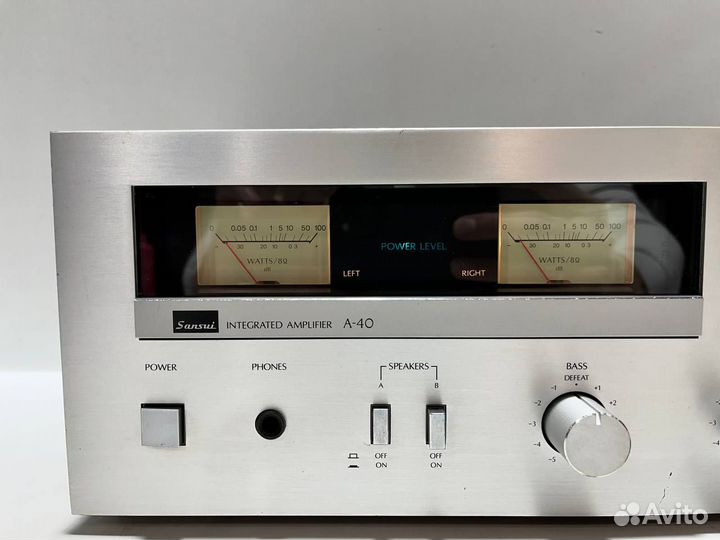 0 0.05 0.1 1 5 10 50 100
30 20 10 0 3 +
WATTS/8Ω
dB
LEFT
POWER LEVEL
RIGHT
0 0.05 0.1 1 5 10 50 100
30 20 10 0 3 +
WATTS/8Ω
dB
Sansui INTEGRATED AMPLIFIER A-40
POWER
PHONES
SPEAKERS
A B
OFF
ON
OFF
ON
BASS
DEFEAT
-1 +1
-2 +2
-3
-4
-5
-2
-3
-4
Avito